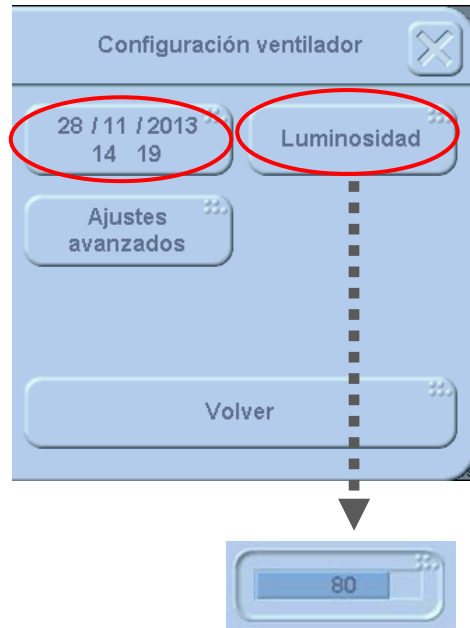 Configuración ventilador
28 / 11 / 2013
14 19
Luminosidad
Ajustes
avanzados
Volver
80